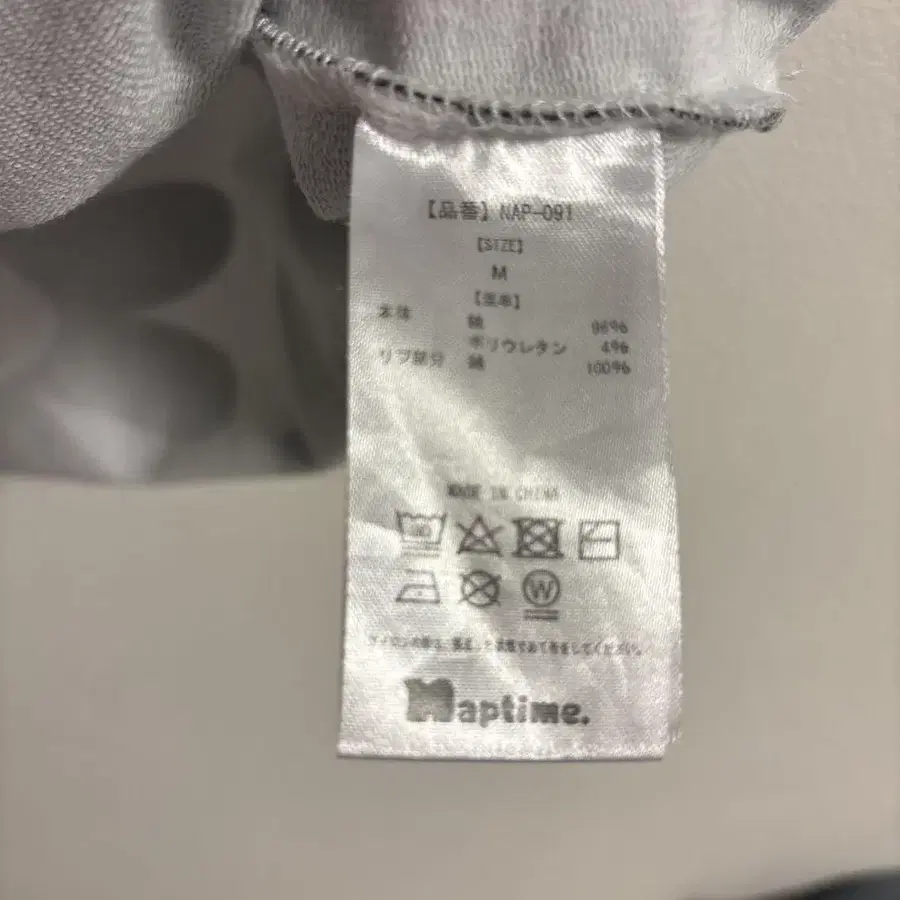 【品番】NAP-091
【SIZE】
M
【混率】
本体 綿 96%
ポリウレタン 4%
リブ部分 綿 100%
MADE IN CHINA
W
Naptime.